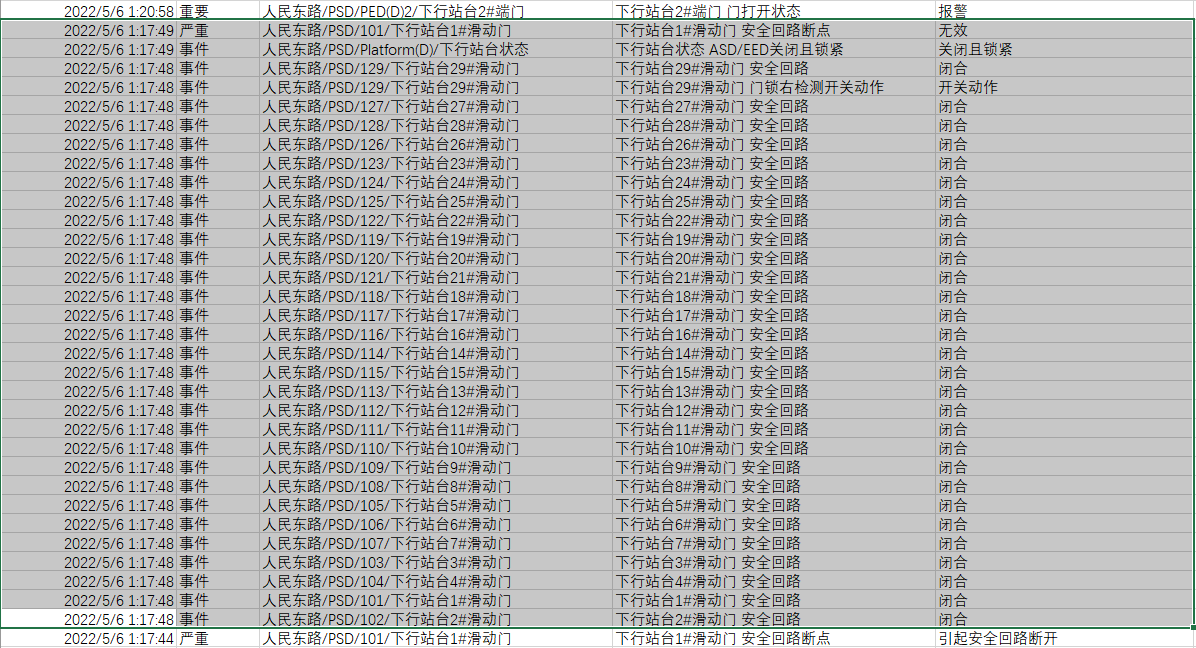 2022/5/6 1:20:58 重要 人民东路/PSD/PED(D)2/下行站台2#端门 下行站台2#端门 门打开状态 报警
2022/5/6 1:17:49 严重 人民东路/PSD/101/下行站台1#滑动门 下行站台1#滑动门 安全回路断点 无效
2022/5/6 1:17:49 事件 人民东路/PSD/Platform(D)/下行站台状态 下行站台状态 ASD/EED关闭且锁紧 关闭且锁紧
2022/5/6 1:17:48 事件 人民东路/PSD/129/下行站台29#滑动门 下行站台29#滑动门 安全回路 闭合
2022/5/6 1:17:48 事件 人民东路/PSD/129/下行站台29#滑动门 下行站台29#滑动门 门锁右检测开关动作 开关动作
2022/5/6 1:17:48 事件 人民东路/PSD/127/下行站台27#滑动门 下行站台27#滑动门 安全回路 闭合
2022/5/6 1:17:48 事件 人民东路/PSD/128/下行站台28#滑动门 下行站台28#滑动门 安全回路 闭合
2022/5/6 1:17:48 事件 人民东路/PSD/126/下行站台26#滑动门 下行站台26#滑动门 安全回路 闭合
2022/5/6 1:17:48 事件 人民东路/PSD/123/下行站台23#滑动门 下行站台23#滑动门 安全回路 闭合
2022/5/6 1:17:48 事件 人民东路/PSD/124/下行站台24#滑动门 下行站台24#滑动门 安全回路 闭合
2022/5/6 1:17:48 事件 人民东路/PSD/125/下行站台25#滑动门 下行站台25#滑动门 安全回路 闭合
2022/5/6 1:17:48 事件 人民东路/PSD/122/下行站台22#滑动门 下行站台22#滑动门 安全回路 闭合
2022/5/6 1:17:48 事件 人民东路/PSD/119/下行站台19#滑动门 下行站台19#滑动门 安全回路 闭合
2022/5/6 1:17:48 事件 人民东路/PSD/120/下行站台20#滑动门 下行站台20#滑动门 安全回路 闭合
2022/5/6 1:17:48 事件 人民东路/PSD/121/下行站台21#滑动门 下行站台21#滑动门 安全回路 闭合
2022/5/6 1:17:48 事件 人民东路/PSD/118/下行站台18#滑动门 下行站台18#滑动门 安全回路 闭合
2022/5/6 1:17:48 事件 人民东路/PSD/117/下行站台17#滑动门 下行站台17#滑动门 安全回路 闭合
2022/5/6 1:17:48 事件 人民东路/PSD/116/下行站台16#滑动门 下行站台16#滑动门 安全回路 闭合
2022/5/6 1:17:48 事件 人民东路/PSD/114/下行站台14#滑动门 下行站台14#滑动门 安全回路 闭合
2022/5/6 1:17:48 事件 人民东路/PSD/115/下行站台15#滑动门 下行站台15#滑动门 安全回路 闭合
2022/5/6 1:17:48 事件 人民东路/PSD/113/下行站台13#滑动门 下行站台13#滑动门 安全回路 闭合
2022/5/6 1:17:48 事件 人民东路/PSD/112/下行站台12#滑动门 下行站台12#滑动门 安全回路 闭合
2022/5/6 1:17:48 事件 人民东路/PSD/111/下行站台11#滑动门 下行站台11#滑动门 安全回路 闭合
2022/5/6 1:17:48 事件 人民东路/PSD/110/下行站台10#滑动门 下行站台10#滑动门 安全回路 闭合
2022/5/6 1:17:48 事件 人民东路/PSD/109/下行站台9#滑动门 下行站台9#滑动门 安全回路 闭合
2022/5/6 1:17:48 事件 人民东路/PSD/108/下行站台8#滑动门 下行站台8#滑动门 安全回路 闭合
2022/5/6 1:17:48 事件 人民东路/PSD/105/下行站台5#滑动门 下行站台5#滑动门 安全回路 闭合
2022/5/6 1:17:48 事件 人民东路/PSD/106/下行站台6#滑动门 下行站台6#滑动门 安全回路 闭合
2022/5/6 1:17:48 事件 人民东路/PSD/107/下行站台7#滑动门 下行站台7#滑动门 安全回路 闭合
2022/5/6 1:17:48 事件 人民东路/PSD/103/下行站台3#滑动门 下行站台3#滑动门 安全回路 闭合
2022/5/6 1:17:48 事件 人民东路/PSD/104/下行站台4#滑动门 下行站台4#滑动门 安全回路 闭合
2022/5/6 1:17:48 事件 人民东路/PSD/101/下行站台1#滑动门 下行站台1#滑动门 安全回路 闭合
2022/5/6 1:17:48 事件 人民东路/PSD/102/下行站台2#滑动门 下行站台2#滑动门 安全回路 闭合
2022/5/6 1:17:44 严重 人民东路/PSD/101/下行站台1#滑动门 下行站台1#滑动门 安全回路断点 引起安全回路断开